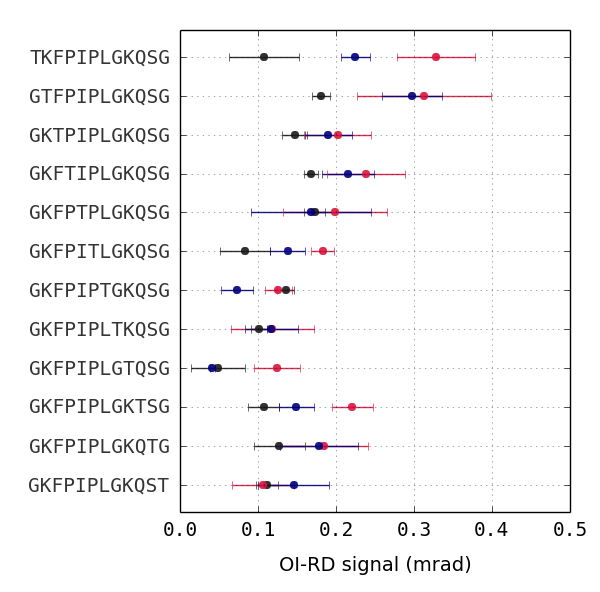 TKFPIPLGKQSG
GTFPIPLGKQSG
GKTPIPLGKQSG
GKFTIPLGKQSG
GKFPTPLGKQSG
GKFPITLGKQSG
GKFPIPTGKQSG
GKFPIPLTKQSG
GKFPIPLGTQSG
GKFPIPLGKTSG
GKFPIPLGKQTG
GKFPIPLGKQST
0.0 0.1 0.2 0.3 0.4 0.5
OI-RD signal (mrad)